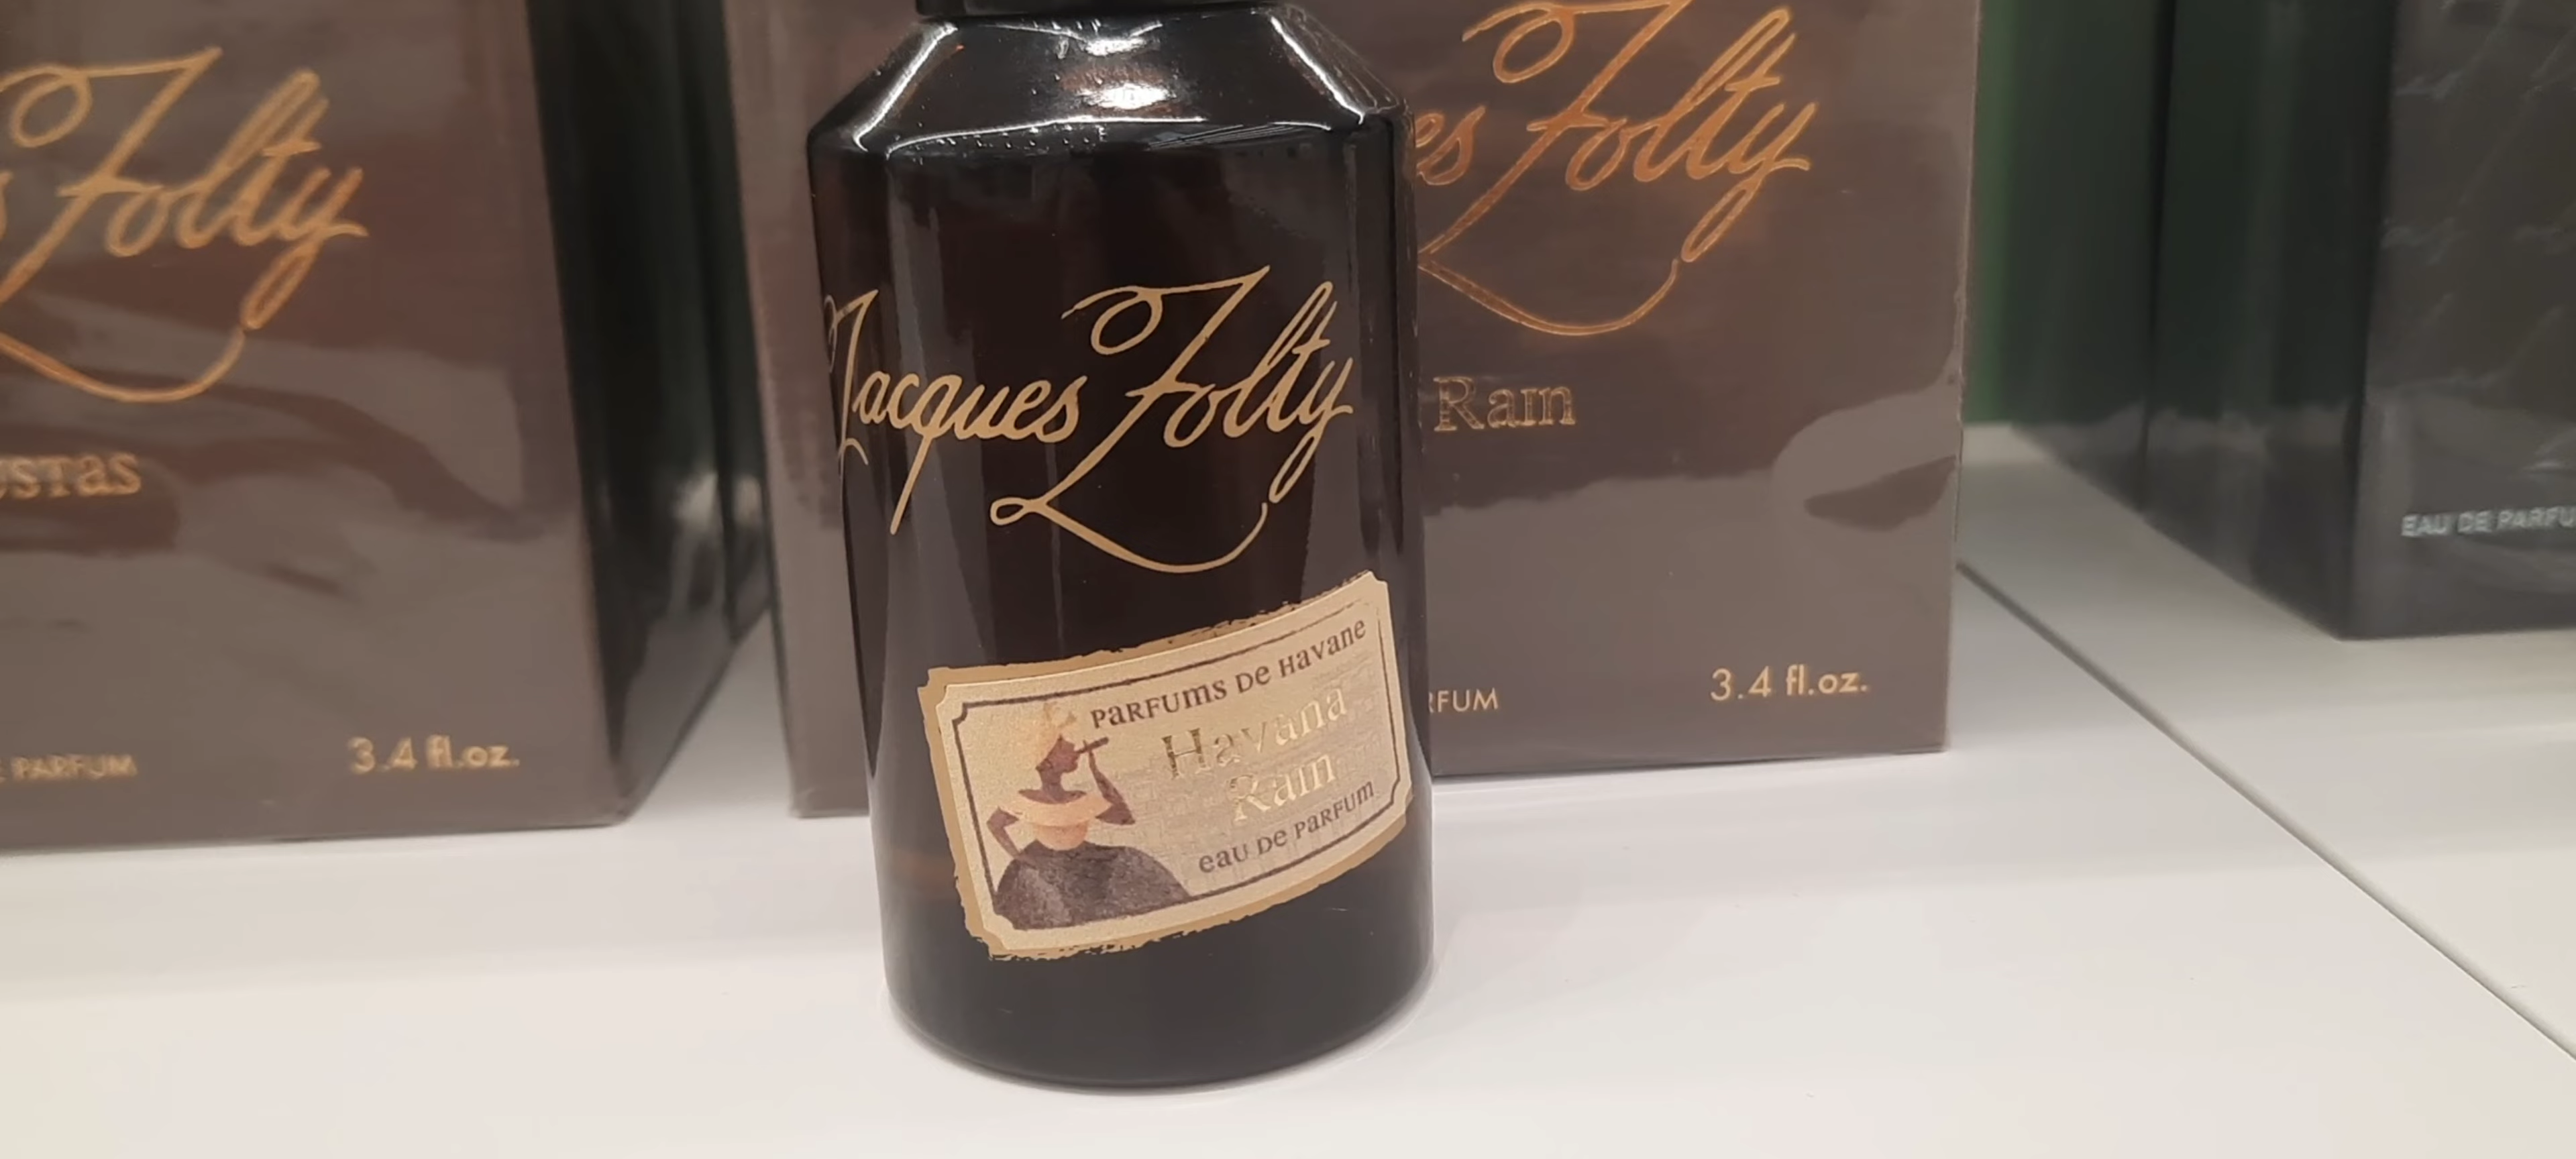 Zolty
ustas
PARFUM
3.4 fl.oz.
Jacques Zolty
PARFUMS DE HAVANE
Havana
Rain
eau DE PARFUM
es Zolty
Rain
RFUM
3.4 fl.oz.
EAU DE PARFU